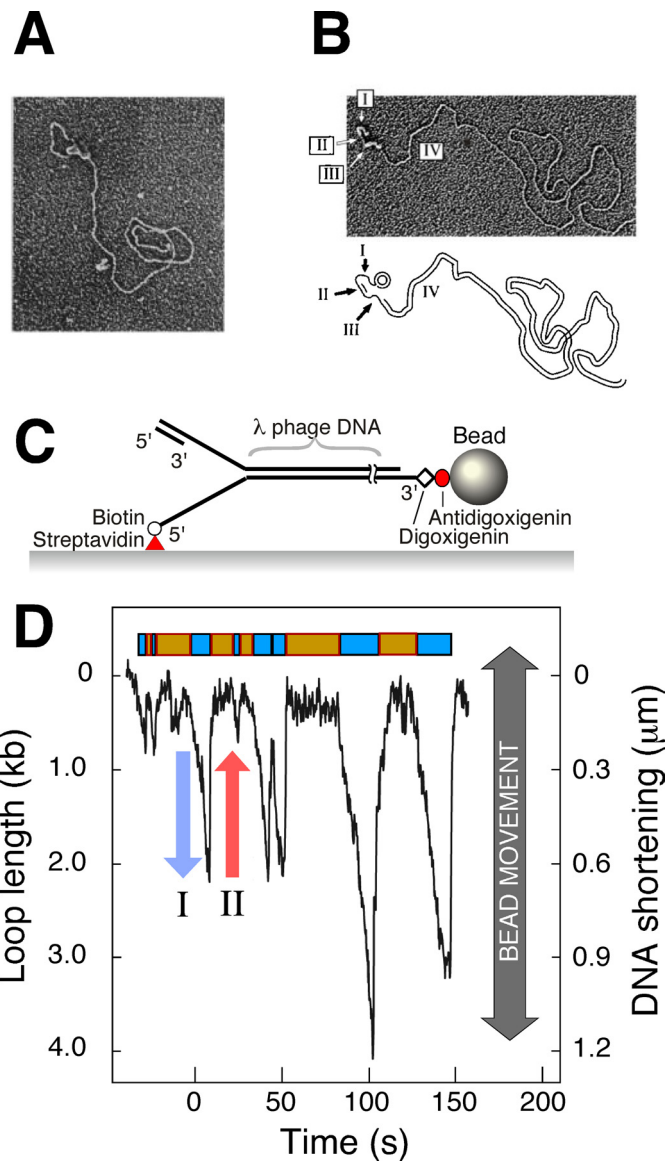 A
B
I
II
III
IV
I
II
III
IV
C
λ phage DNA
5'
3'
Bead
3'
Biotin
5'
Streptavidin
Antidigoxigenin
Digoxigenin
D
0
1.0
2.0
3.0
4.0
Loop length (kb)
I
II
BEAD MOVEMENT
0
0.3
0.6
0.9
1.2
DNA shortening (μm)
0
50
100
150
200
Time (s)